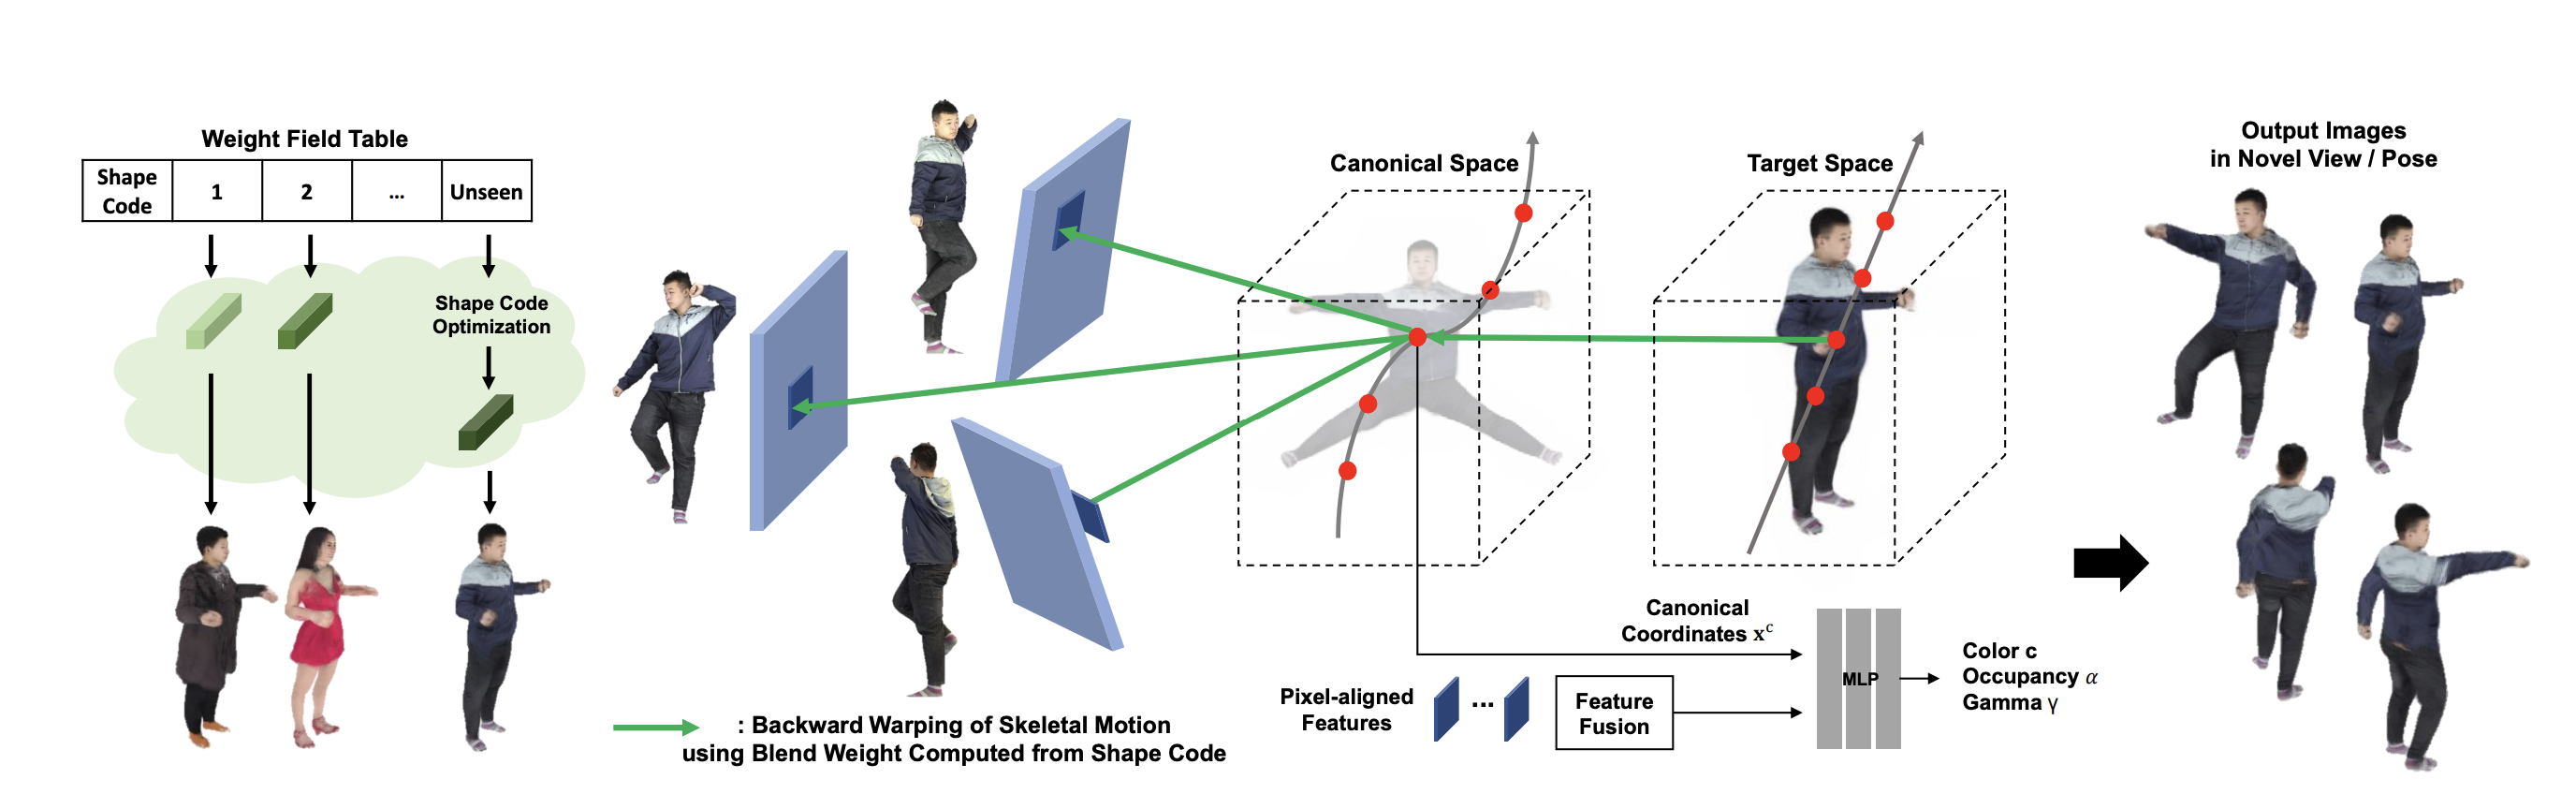 Weight Field Table
Shape
Code
1
2
...
Unseen
Shape Code
Optimization
Canonical Space
Target Space
Output Images
in Novel View / Pose
Canonical
Coordinates xᶜ
Pixel-aligned
Features
...
Feature
Fusion
MLP
Color c
Occupancy α
Gamma γ
: Backward Warping of Skeletal Motion
using Blend Weight Computed from Shape Code